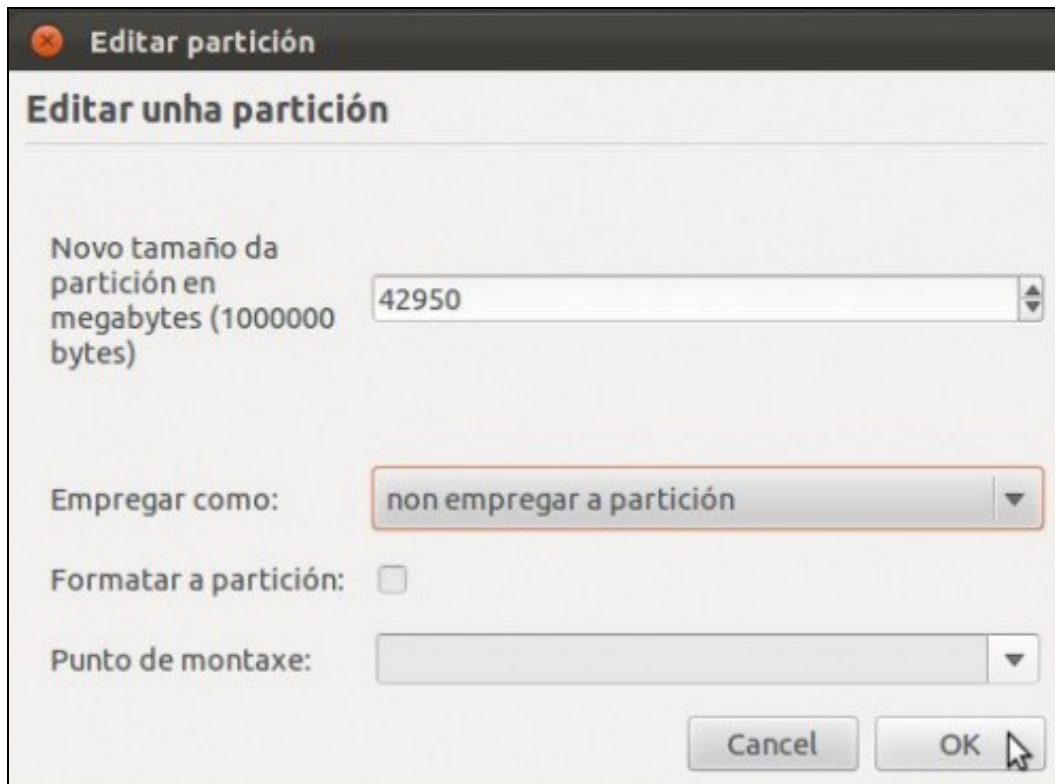 Editar partición
Editar unha partición
Novo tamaño da
partición en
megabytes (1000000
bytes)
42950
Empregar como:
non empregar a partición
Formatar a partición:
Punto de montaxe:
Cancel
OK